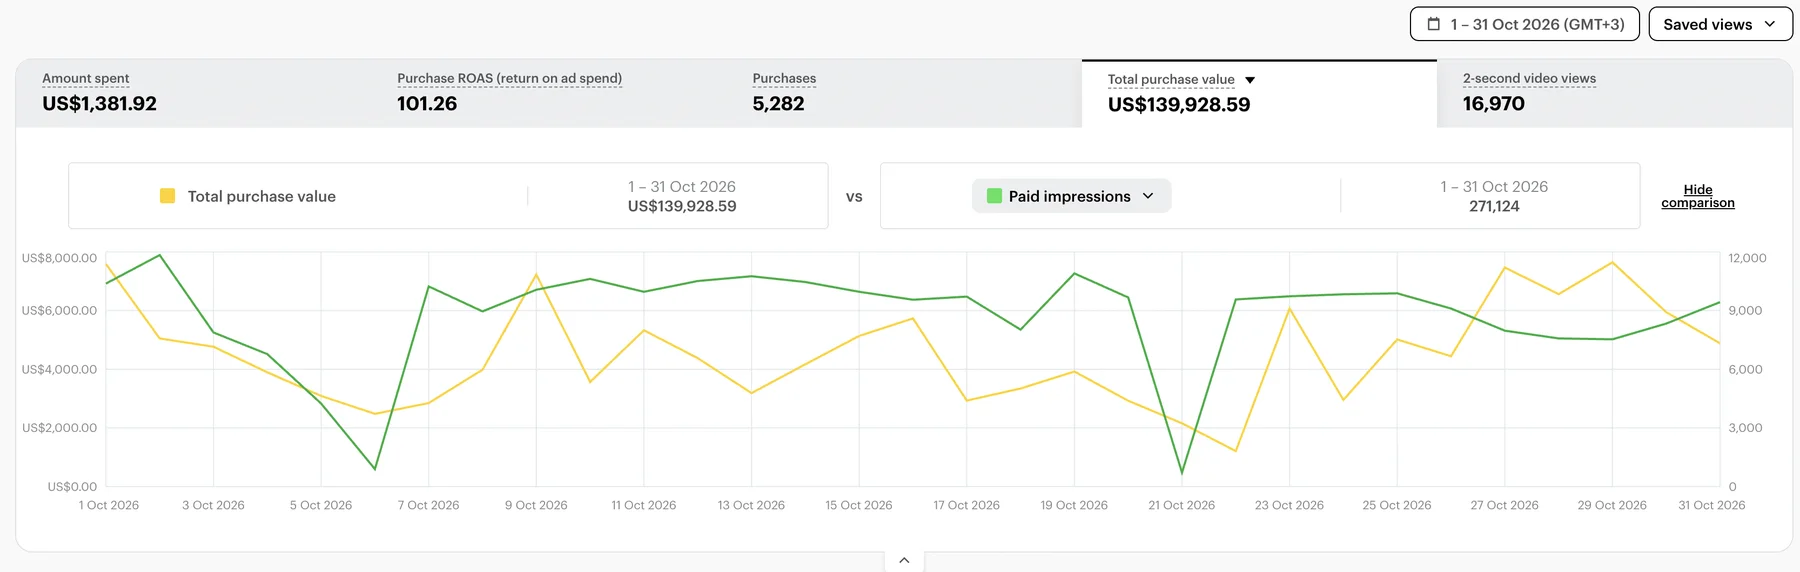 1 – 31 Oct 2026 (GMT+3)
Saved views
Amount spent
US$1,381.92
Purchase ROAS (return on ad spend)
101.26
Purchases
5,282
Total purchase value
US$139,928.59
2-second video views
16,970
Total purchase value
1 – 31 Oct 2026
US$139,928.59
vs
Paid impressions
1 – 31 Oct 2026
271,124
Hide
comparison
US$8,000.00
US$6,000.00
US$4,000.00
US$2,000.00
US$0.00
12,000
9,000
6,000
3,000
0
1 Oct 2026
3 Oct 2026
5 Oct 2026
7 Oct 2026
9 Oct 2026
11 Oct 2026
13 Oct 2026
15 Oct 2026
17 Oct 2026
19 Oct 2026
21 Oct 2026
23 Oct 2026
25 Oct 2026
27 Oct 2026
29 Oct 2026
31 Oct 2026